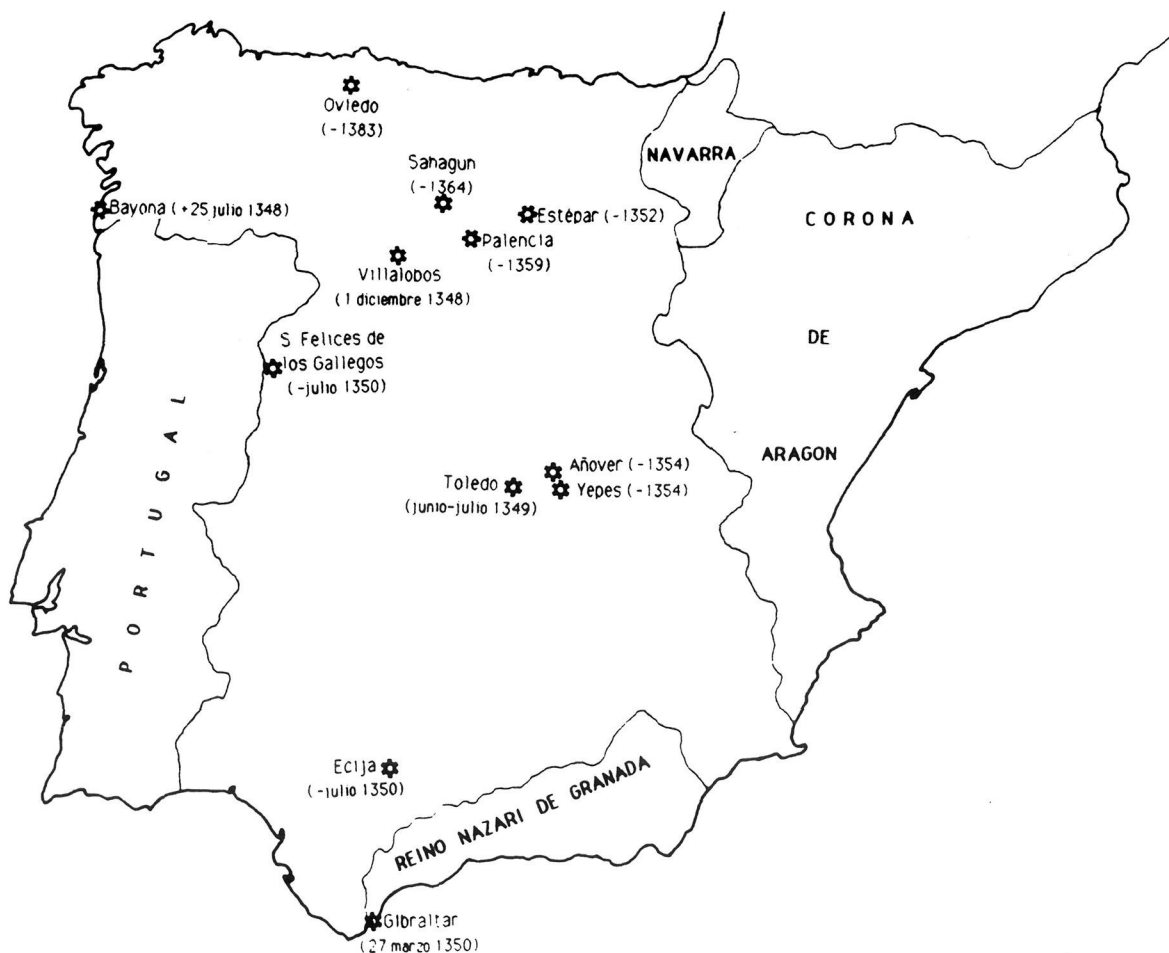 Oviedo
(-1383)
NAVARRA
Sahagun
(-1364)
Bayona (+25 julio 1348)
Estépar (-1352)
CORONA
Palencia
(-1359)
Villalobos
(1 diciembre 1348)
S. Felices de
los Gallegos
(-julio 1350)
DE
PORTUGAL
ARAGON
Añover (-1354)
Toledo
Yepes (-1354)
(junio-julio 1349)
Ecija
(-julio 1350)
REINO NAZARI DE GRANADA
Gibraltar
(27 marzo 1350)